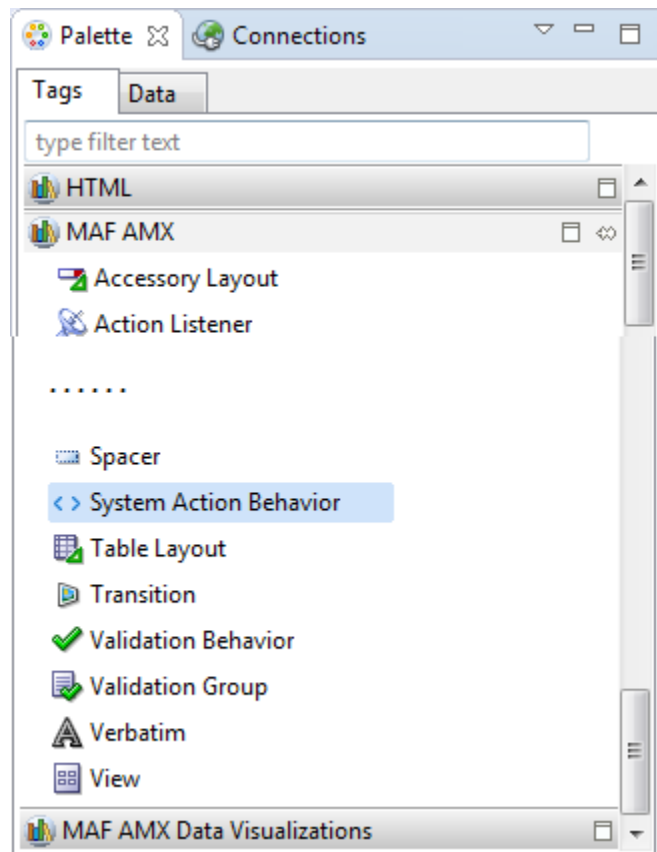 Palette Connections
Tags Data
type filter text
HTML
MAF AMX
Accessory Layout
Action Listener
......
Spacer
System Action Behavior
Table Layout
Transition
Validation Behavior
Validation Group
Verbatim
View
MAF AMX Data Visualizations